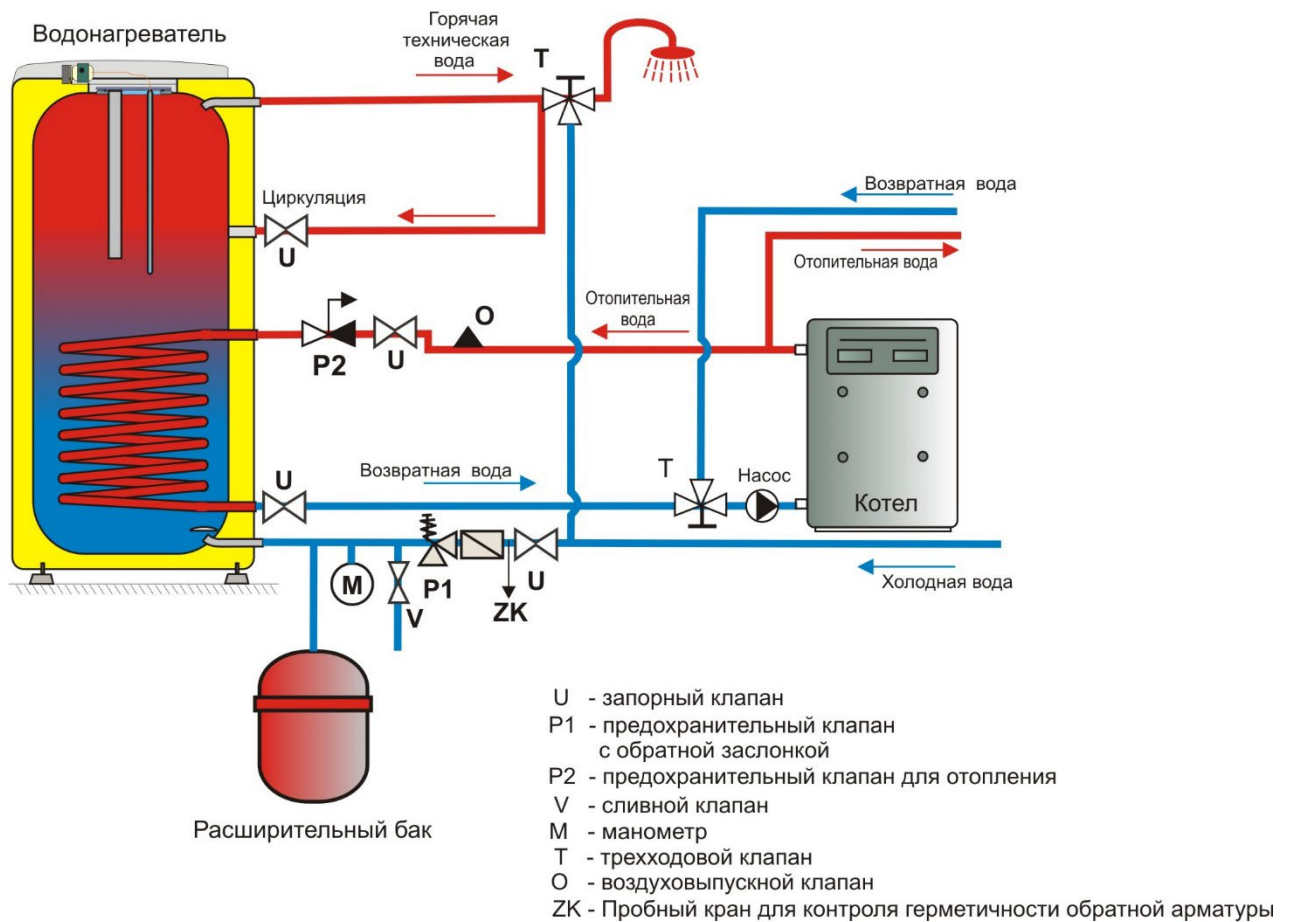 Водонагреватель
Горячая
техническая
вода
T
Циркуляция
U
Возвратная вода
Отопительная вода
Отопительная
вода
O
P2
U
U
Возвратная вода
T
Насос
Котел
M
V
P1
ZK
U
Холодная вода
Расширительный бак
U - запорный клапан
P1 - предохранительный клапан
с обратной заслонкой
P2 - предохранительный клапан для отопления
V - сливной клапан
M - манометр
T - трехходовой клапан
O - воздуховыпускной клапан
ZK - Пробный кран для контроля герметичности обратной арматуры